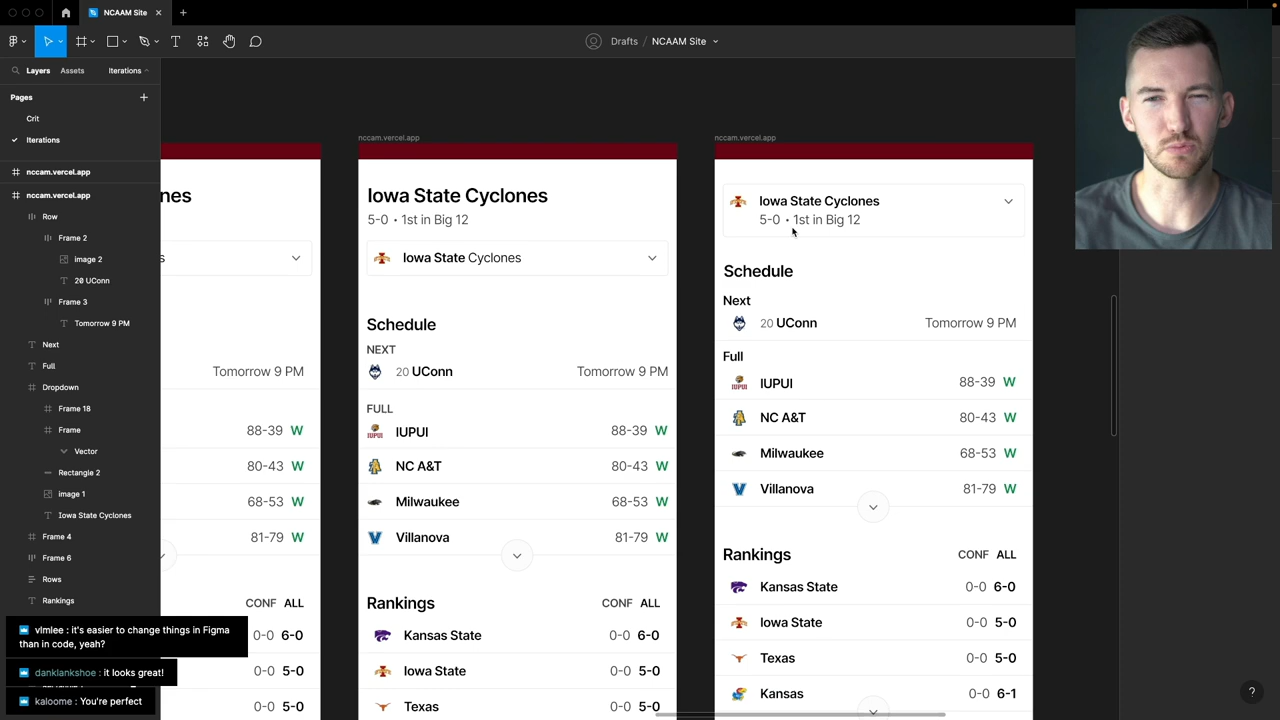 NCAAM Site
Drafts / NCAAM Site
Layers Assets Iterations
Pages
Crit
Iterations
nccam.vercel.app
nccam.vercel.app
Row
Frame 2
image 2
20 UConn
Frame 3
Tomorrow 9 PM
Next
Full
Dropdown
Frame 18
Frame
Vector
Rectangle 2
image 1
Iowa State Cyclones
Frame 4
Frame 6
Rows
Rankings
vlmlee : it's easier to change things in Figma
than in code, yeah?
danklankshoe : it looks great!
kaloome : You're perfect
nes
s
Tomorrow 9 PM
88-39 W
80-43 W
68-53 W
81-79 W
CONF ALL
0-0 6-0
0-0 5-0
0-0 5-0
nccam.vercel.app
Iowa State Cyclones
5-0 • 1st in Big 12
Iowa State Cyclones
Schedule
NEXT
20 UConn Tomorrow 9 PM
FULL
IUPUI 88-39 W
NC A&T 80-43 W
Milwaukee 68-53 W
Villanova 81-79 W
Rankings CONF ALL
Kansas State 0-0 6-0
Iowa State 0-0 5-0
Texas 0-0 5-0
nccam.vercel.app
Iowa State Cyclones
5-0 • 1st in Big 12
Schedule
Next
20 UConn Tomorrow 9 PM
Full
IUPUI 88-39 W
NC A&T 80-43 W
Milwaukee 68-53 W
Villanova 81-79 W
Rankings CONF ALL
Kansas State 0-0 6-0
Iowa State 0-0 5-0
Texas 0-0 5-0
Kansas 0-0 6-1
?